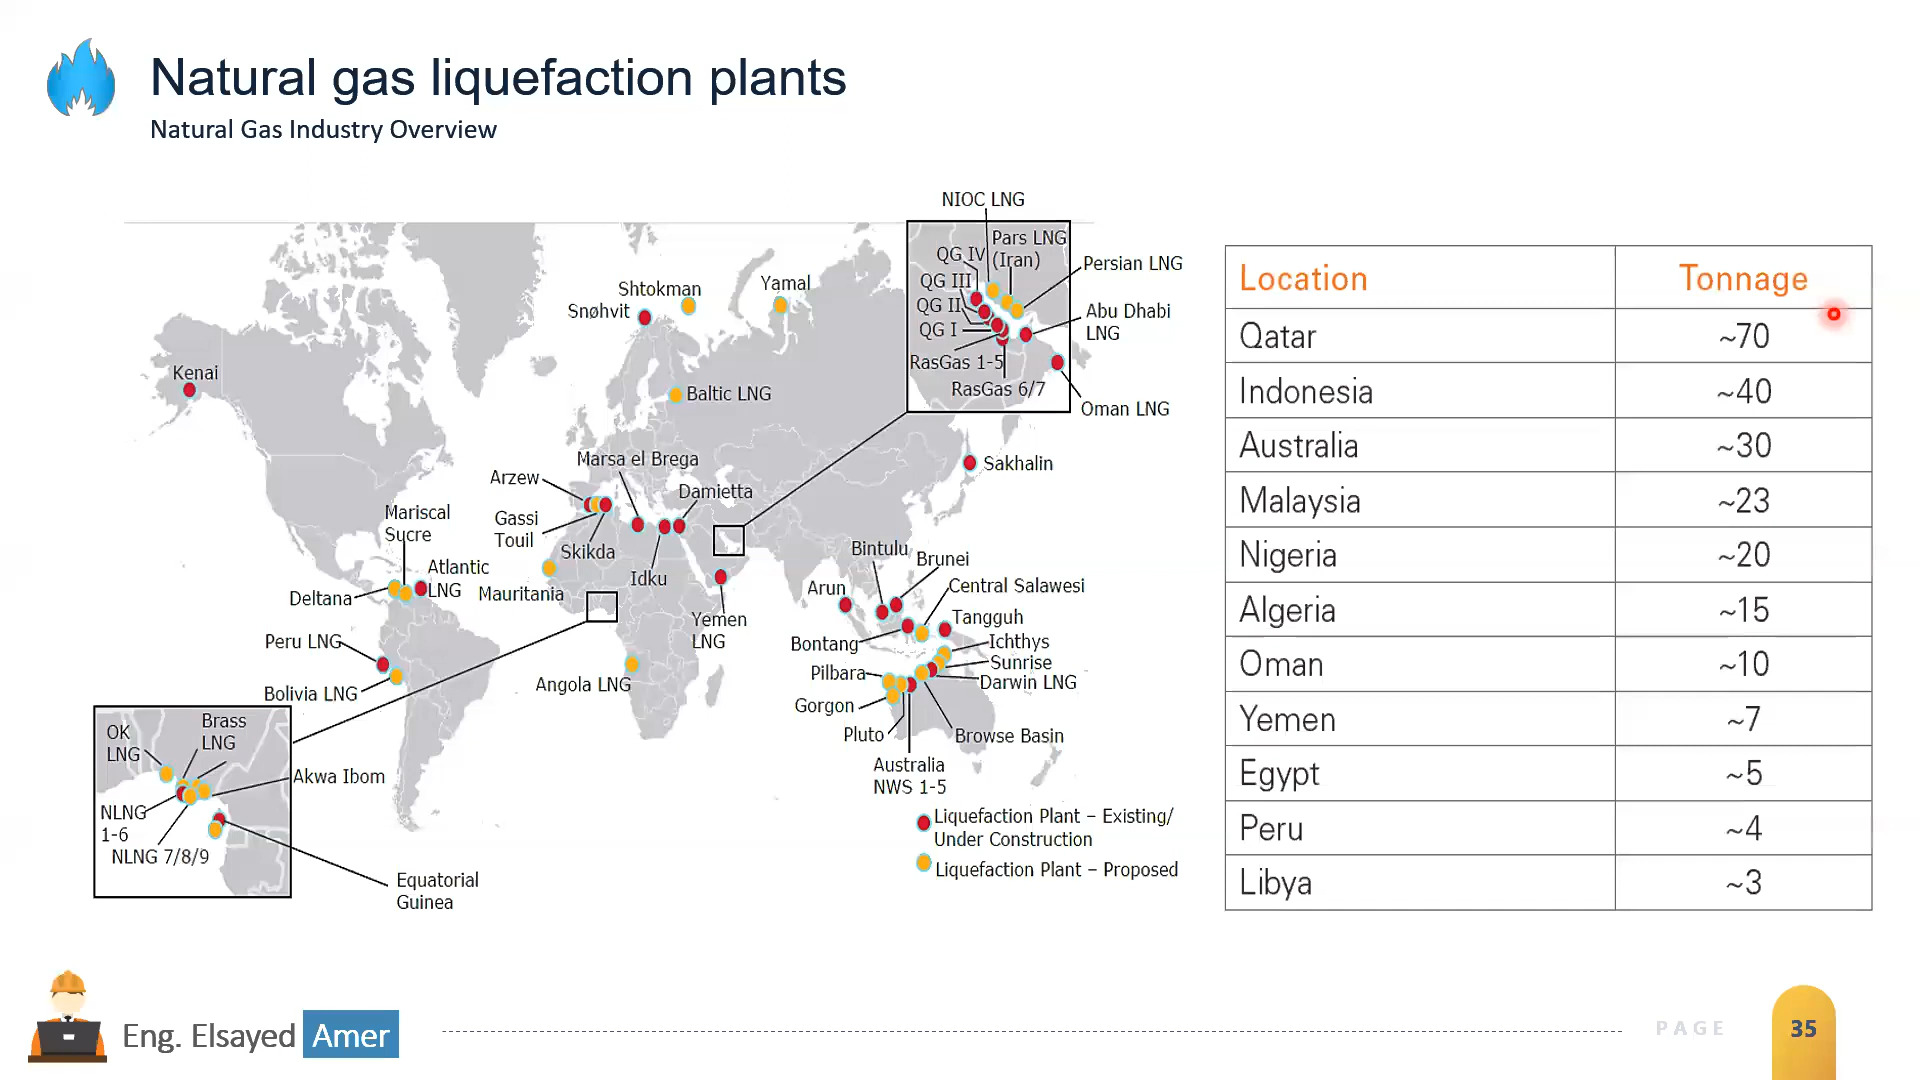 Natural gas liquefaction plants
Natural Gas Industry Overview
NIOC LNG
Pars LNG
(Iran)
QG IV
QG III
QG II
QG I
RasGas 1-5
RasGas 6/7
Persian LNG
Abu Dhabi
LNG
Oman LNG
Shtokman
Snøhvit
Yamal
Kenai
Baltic LNG
Sakhalin
Marsa el Brega
Arzew
Damietta
Gassi
Touil
Skikda
Idku
Mariscal
Sucre
Atlantic
LNG
Deltana
Mauritania
Yemen
LNG
Peru LNG
Bolivia LNG
Angola LNG
Bintulu
Brunei
Arun
Central Salawesi
Tangguh
Bontang
Ichthys
Sunrise
Darwin LNG
Pilbara
Gorgon
Pluto
Browse Basin
Australia
NWS 1-5
OK
LNG
Brass
LNG
Akwa Ibom
NLNG
1-6
NLNG 7/8/9
Equatorial
Guinea
Liquefaction Plant – Existing/
Under Construction
Liquefaction Plant – Proposed
Location Tonnage
Qatar ~70
Indonesia ~40
Australia ~30
Malaysia ~23
Nigeria ~20
Algeria ~15
Oman ~10
Yemen ~7
Egypt ~5
Peru ~4
Libya ~3
Eng. Elsayed Amer
PAGE 35